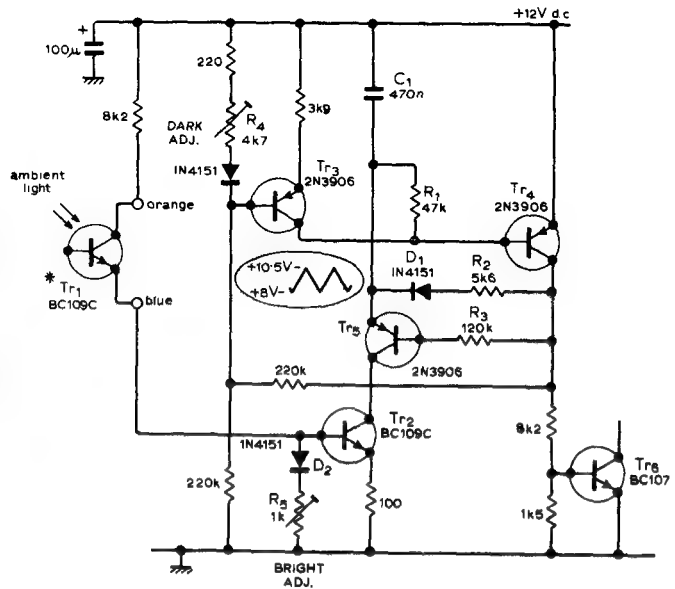 +12V d.c
+
100µ
8k2
220
DARK
ADJ.
R4
4k7
1N4151
3k9
C1
470n
Tr3
2N3906
R1
47k
Tr4
2N3906
ambient
light
orange
*
Tr1
BC109C
blue
+10·5V–
+8V–
D1
1N4151
R2
5k6
Tr5
2N3906
R3
120k
220k
1N4151
D2
Tr2
BC109C
8k2
Tr6
BC107
220k
R5
1k
100
1k5
BRIGHT
ADJ.